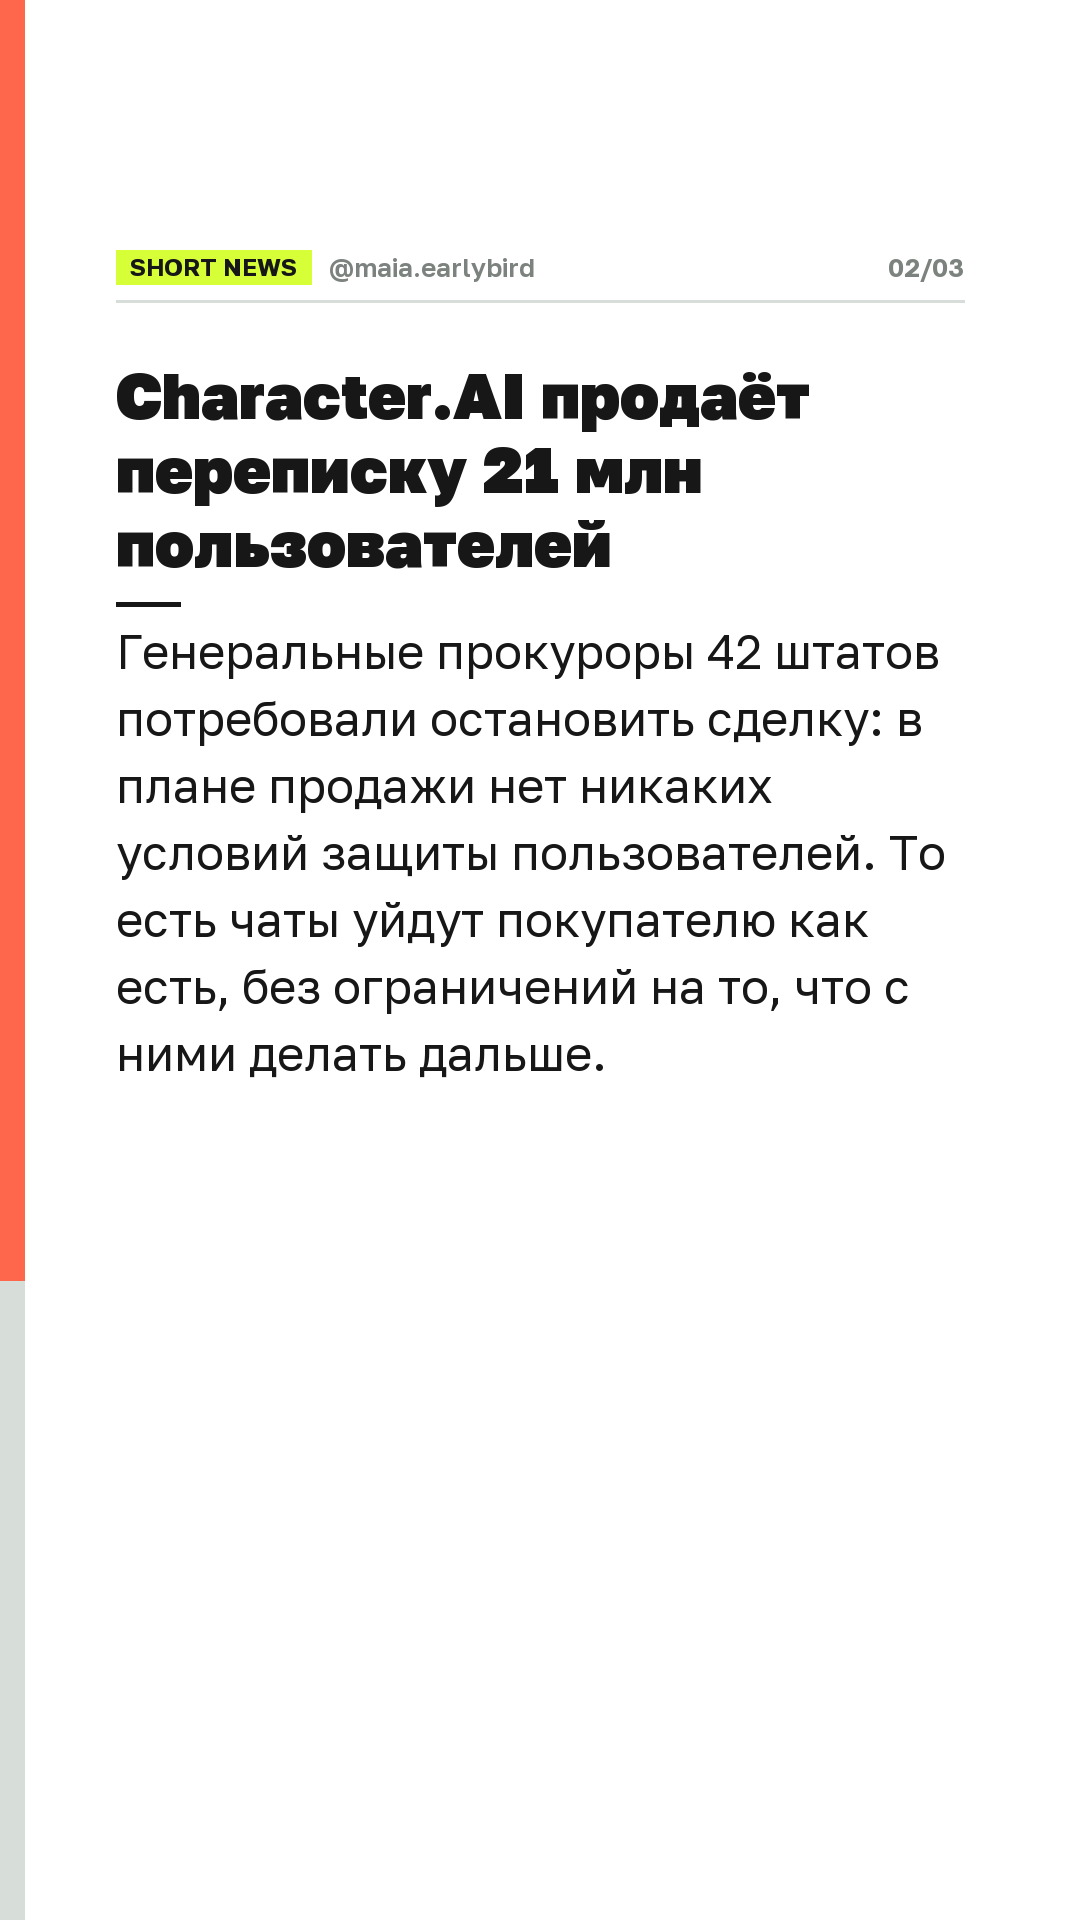 SHORT NEWS @maia.earlybird 02/03
Character.AI продаёт
переписку 21 млн
пользователей
Генеральные прокуроры 42 штатов
потребовали остановить сделку: в
плане продажи нет никаких
условий защиты пользователей. То
есть чаты уйдут покупателю как
есть, без ограничений на то, что с
ними делать дальше.